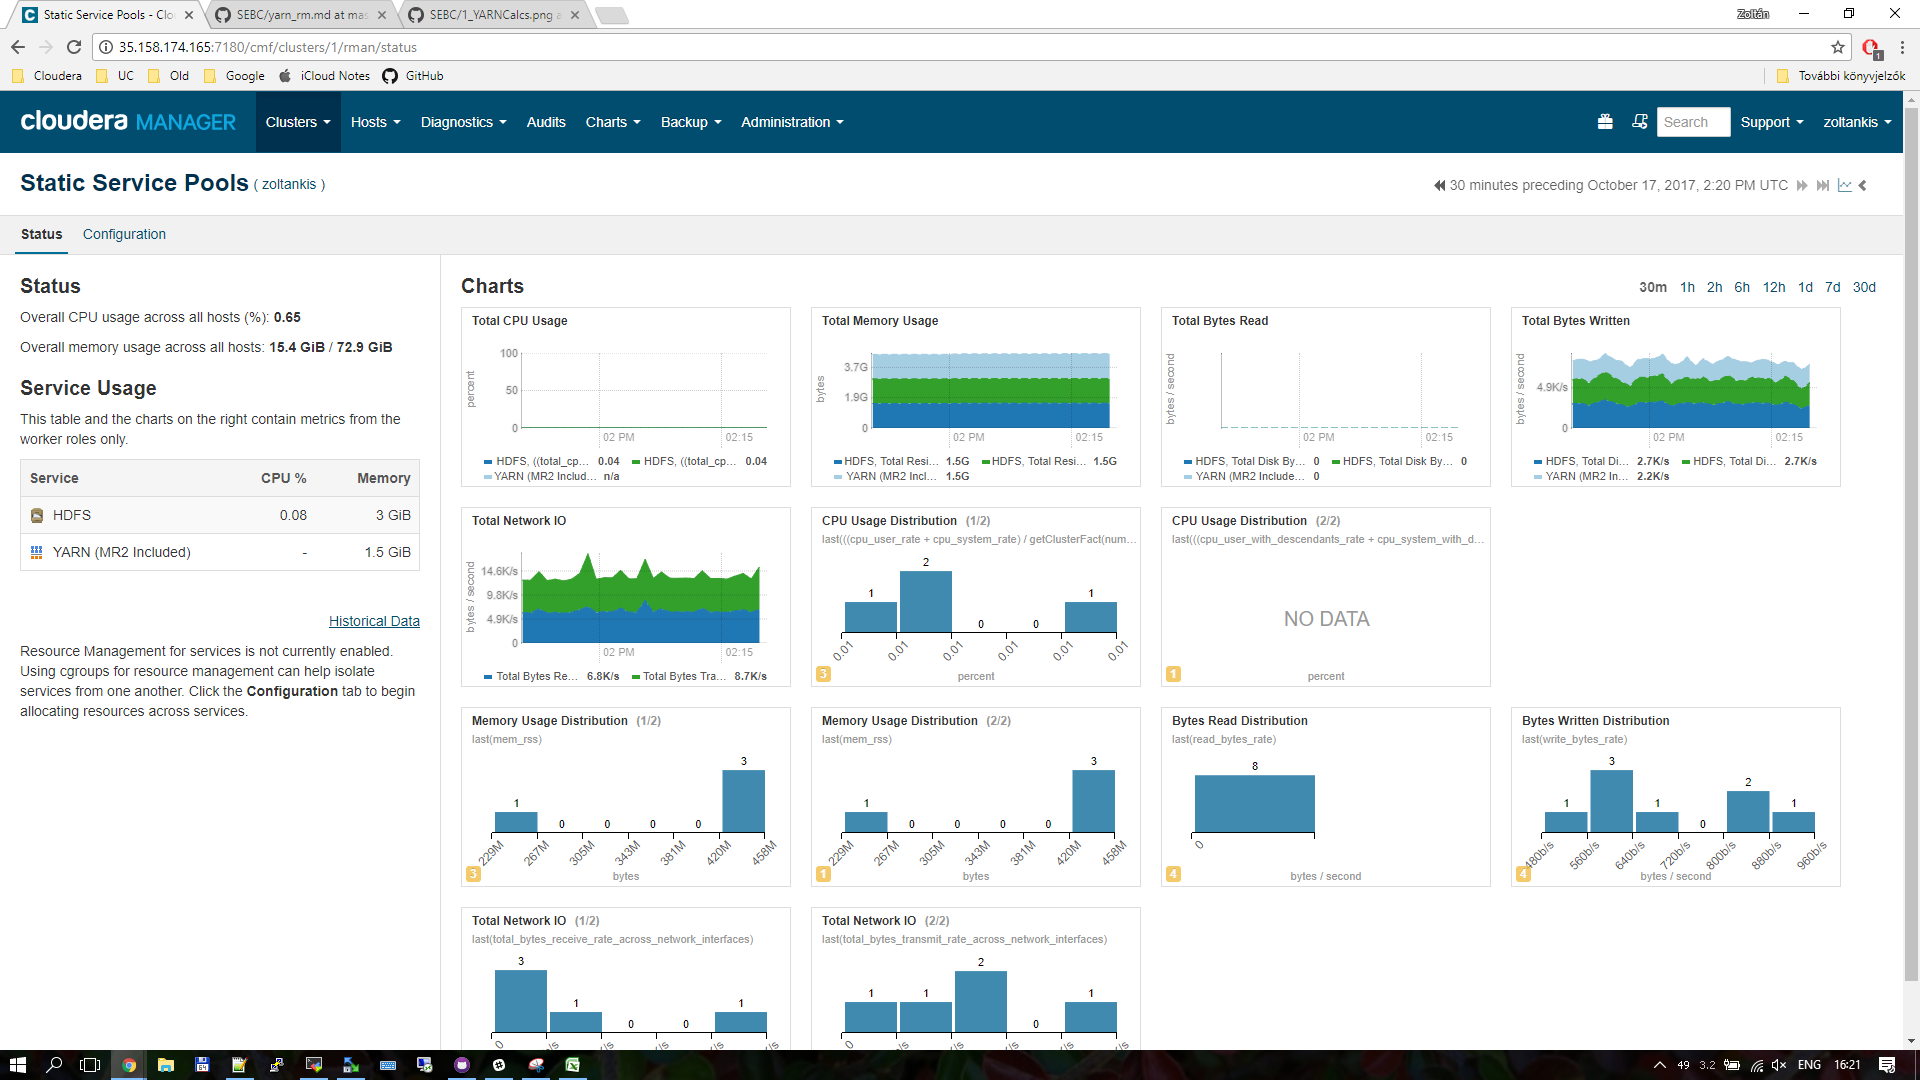 Static Service Pools - Clo
SEBC/yarn_rm.md at mas
SEBC/1_YARNCalcs.png a
Zoltán
35.158.174.165:7180/cmf/clusters/1/rman/status
1
Cloudera UC Old Google iCloud Notes GitHub További könyvjelzők
cloudera MANAGER Clusters Hosts Diagnostics Audits Charts Backup Administration Search Support zoltankis
Static Service Pools ( zoltankis )
30 minutes preceding October 17, 2017, 2:20 PM UTC
Status Configuration
Status
Overall CPU usage across all hosts (%): 0.65
Overall memory usage across all hosts: 15.4 GiB / 72.9 GiB
Service Usage
This table and the charts on the right contain metrics from the
worker roles only.
Service CPU % Memory
HDFS 0.08 3 GiB
YARN (MR2 Included) - 1.5 GiB
Historical Data
Resource Management for services is not currently enabled.
Using cgroups for resource management can help isolate
services from one another. Click the Configuration tab to begin
allocating resources across services.
Charts
30m 1h 2h 6h 12h 1d 7d 30d
Total CPU Usage
percent
100
50
0
02 PM 02:15
HDFS, ((total_cp... 0.04 HDFS, ((total_cp... 0.04
YARN (MR2 Includ... n/a
Total Memory Usage
bytes
3.7G
1.9G
0
02 PM 02:15
HDFS, Total Resi... 1.5G HDFS, Total Resi... 1.5G
YARN (MR2 Incl... 1.5G
Total Bytes Read
bytes / second
02 PM 02:15
HDFS, Total Disk By... 0 HDFS, Total Disk By... 0
YARN (MR2 Include... 0
Total Bytes Written
bytes / second
4.9K/s
0
02 PM 02:15
HDFS, Total Di... 2.7K/s HDFS, Total Di... 2.7K/s
YARN (MR2 In... 2.2K/s
Total Network IO
bytes / second
14.6K/s
9.8K/s
4.9K/s
0
02 PM 02:15
Total Bytes Re... 6.8K/s Total Bytes Tra... 8.7K/s
CPU Usage Distribution (1/2)
last(((cpu_user_rate + cpu_system_rate) / getClusterFact(num...
1 2 0 0 1
0.01 0.01 0.01 0.01 0.01 0.01
3 percent
CPU Usage Distribution (2/2)
last(((cpu_user_with_descendants_rate + cpu_system_with_d...
NO DATA
1 percent
Memory Usage Distribution (1/2)
last(mem_rss)
1 0 0 0 0 3
229M 267M 305M 343M 381M 420M 458M
3 bytes
Memory Usage Distribution (2/2)
last(mem_rss)
1 0 0 0 0 3
229M 267M 305M 343M 381M 420M 458M
1 bytes
Bytes Read Distribution
last(read_bytes_rate)
8
0
4 bytes / second
Bytes Written Distribution
last(write_bytes_rate)
1 3 1 0 2 1
480b/s 560b/s 640b/s 720b/s 800b/s 880b/s 960b/s
4 bytes / second
Total Network IO (1/2)
last(total_bytes_receive_rate_across_network_interfaces)
3 1 0 0 1
0
Total Network IO (2/2)
last(total_bytes_transmit_rate_across_network_interfaces)
1 1 2 0 1
0
64 49 3.2 ENG 16:21